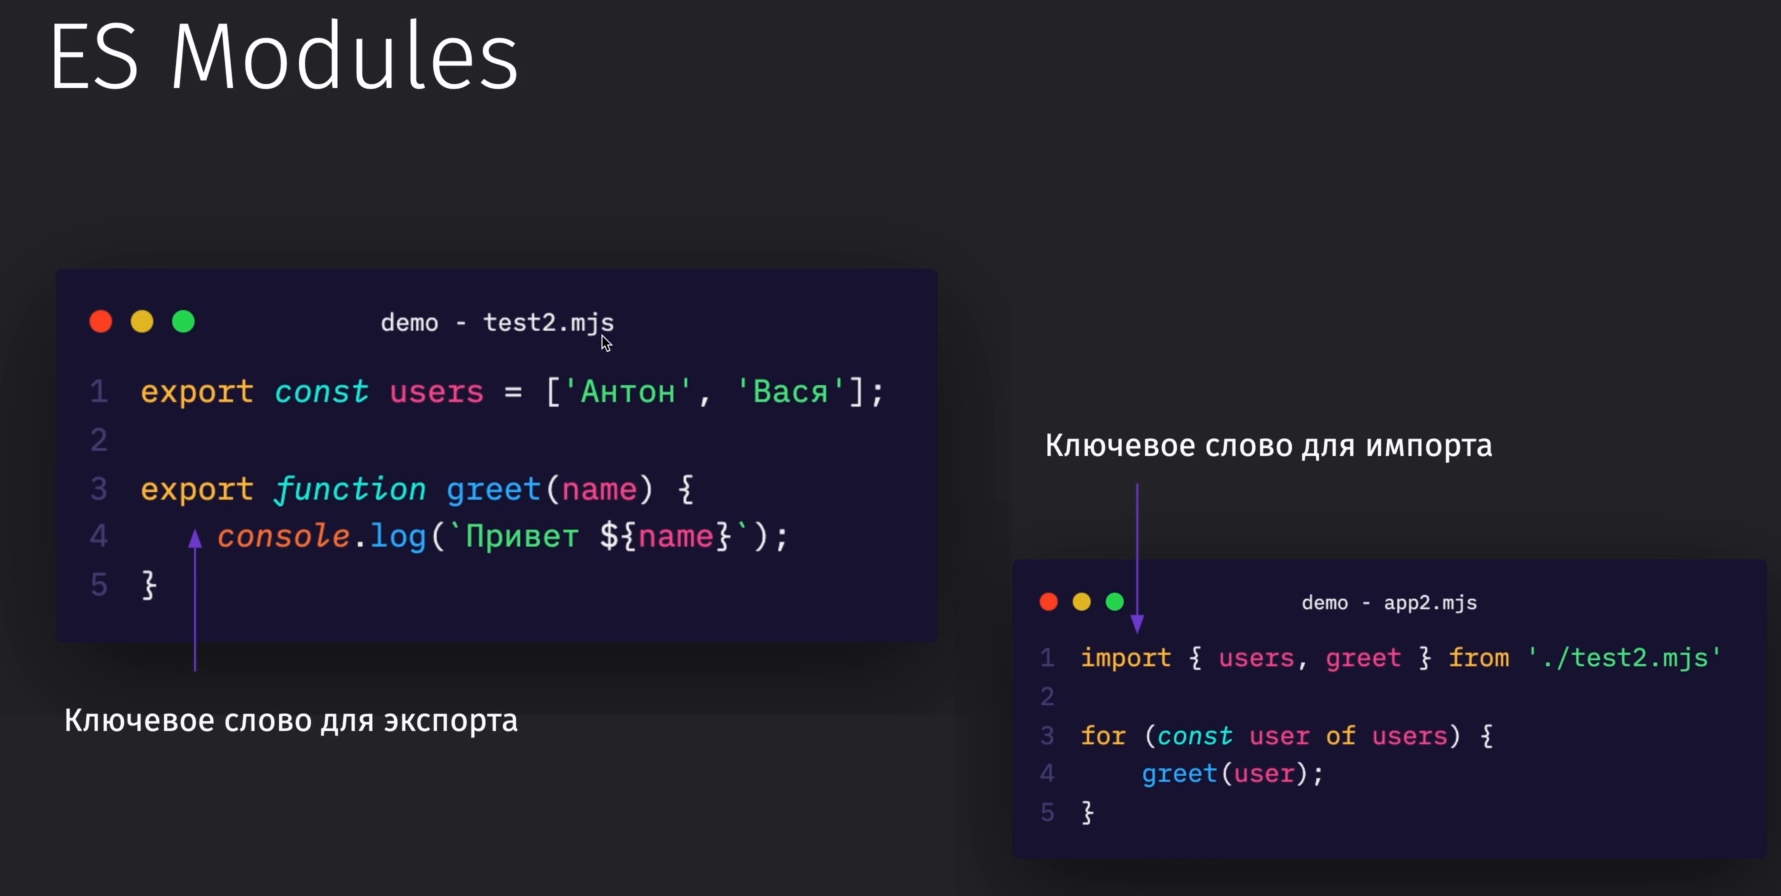 ES Modules
demo - test2.mjs
1 export const users = ['Антон', 'Вася'];
2
3 export function greet(name) {
4     console.log(`Привет ${name}`);
5 }
Ключевое слово для экспорта
Ключевое слово для импорта
demo - app2.mjs
1 import { users, greet } from './test2.mjs'
2
3 for (const user of users) {
4     greet(user);
5 }